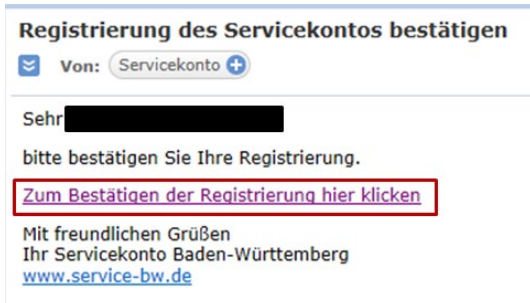 Registrierung des Servicekontos bestätigen
Von: Servicekonto
Sehr
bitte bestätigen Sie Ihre Registrierung.
Zum Bestätigen der Registrierung hier klicken
Mit freundlichen Grüßen
Ihr Servicekonto Baden-Württemberg
www.service-bw.de